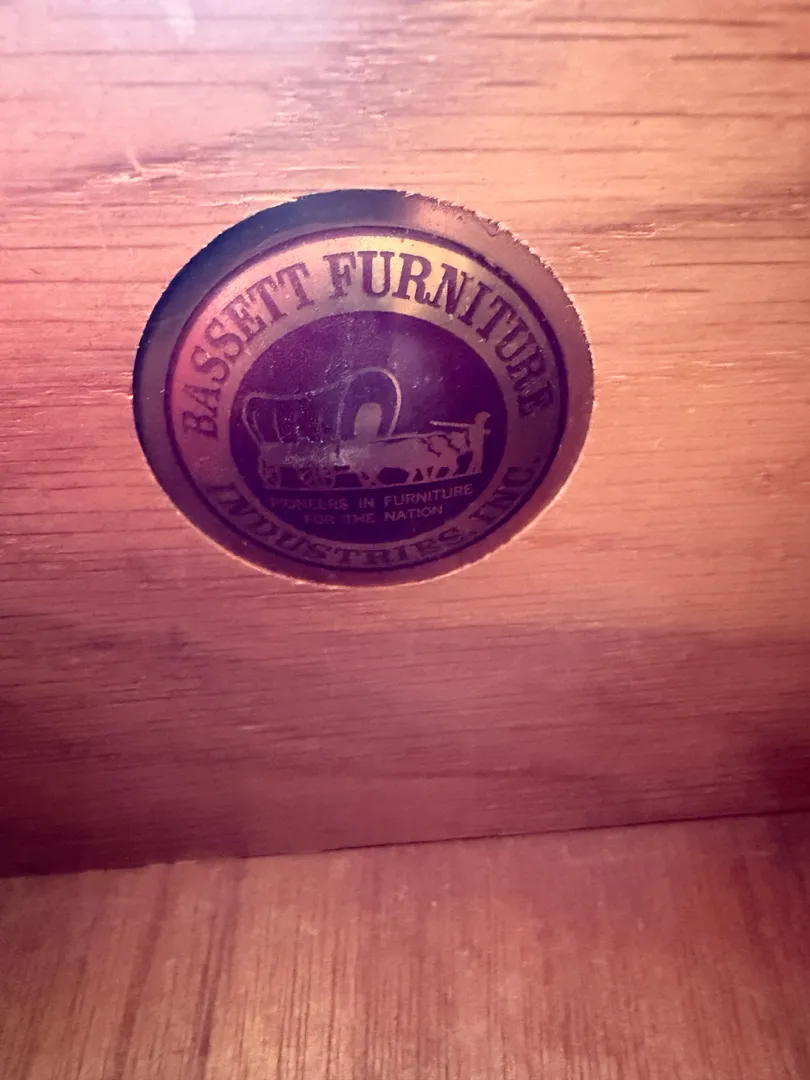 BASSETT FURNITURE
PIONEERS IN FURNITURE
FOR THE NATION
INDUSTRIES, INC.